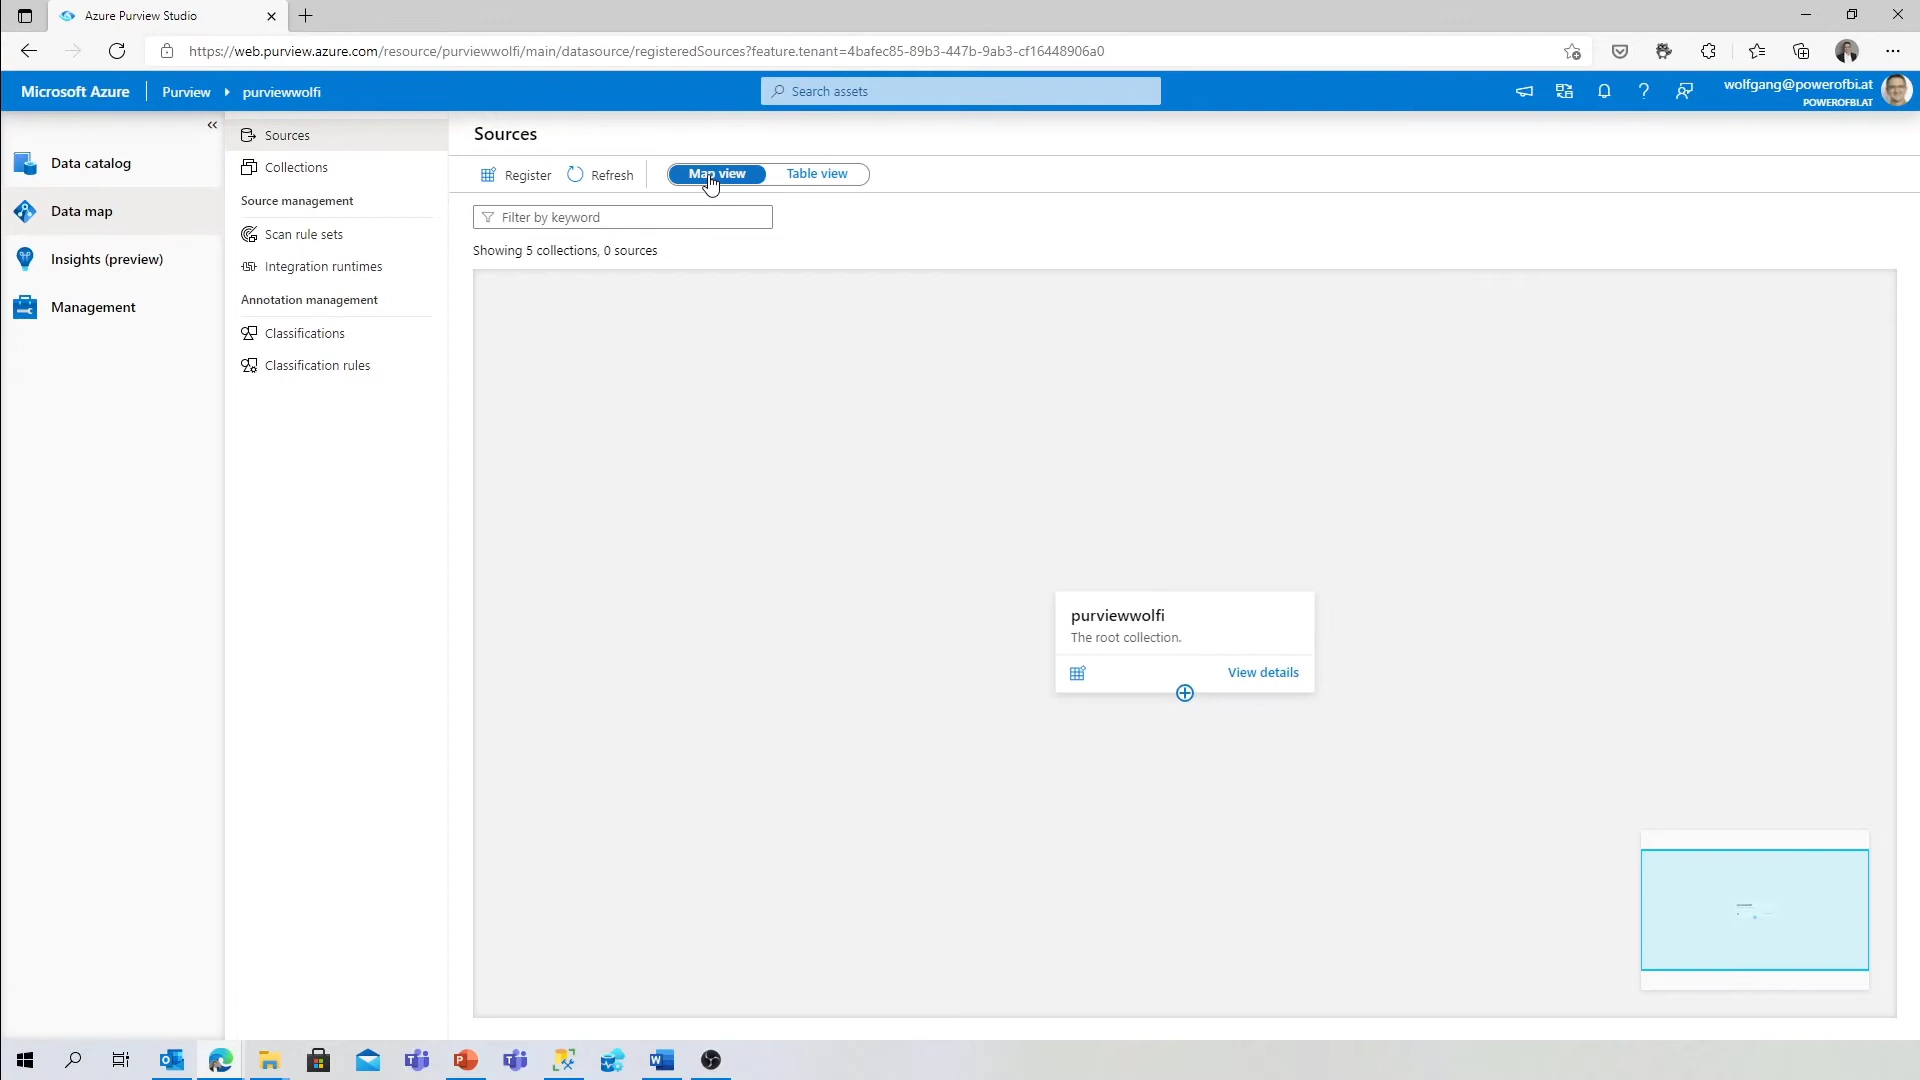 Azure Purview Studio
https://web.purview.azure.com/resource/purviewwolfi/main/datasource/registeredSources?feature.tenant=4bafec85-89b3-447b-9ab3-cf16448906a0
Microsoft Azure
Purview
purviewwolfi
Search assets
wolfgang@powerofbi.at
POWEROFBI.AT
Data catalog
Data map
Insights (preview)
Management
Sources
Collections
Source management
Scan rule sets
Integration runtimes
Annotation management
Classifications
Classification rules
Sources
Register
Refresh
Map view
Table view
Filter by keyword
Showing 5 collections, 0 sources
purviewwolfi
The root collection.
View details